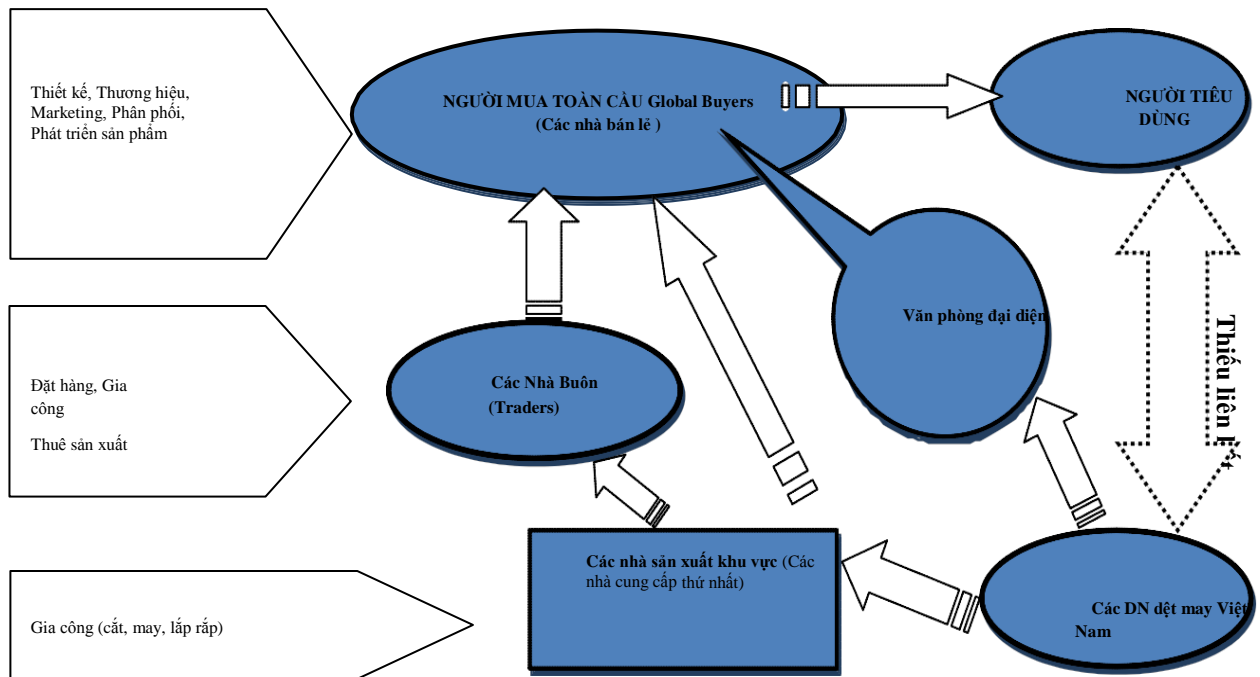 Thiết kế, Thương hiệu,
Marketing, Phân phối,
Phát triển sản phẩm
NGƯỜI MUA TOÀN CẦU Global Buyers
(Các nhà bán lẻ )
NGƯỜI TIÊU
DÙNG
Văn phòng đại diện
Thiếu liên kết
Đặt hàng, Gia
công
Thuê sản xuất
Các Nhà Buôn
(Traders)
Các nhà sản xuất khu vực (Các
nhà cung cấp thứ nhất)
Gia công (cắt, may, lắp rắp)
Các DN dệt may Việt
Nam